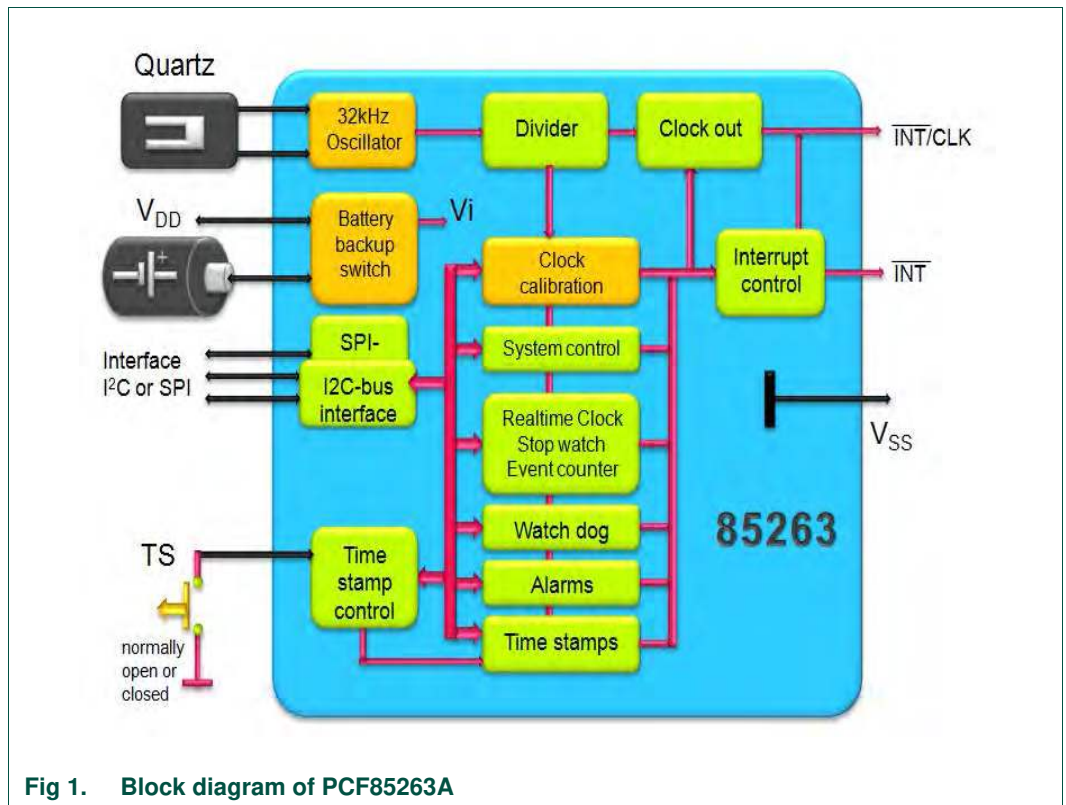 Quartz
32kHz
Oscillator
Divider
Clock out
INT/CLK
VDD
Battery
backup
switch
Vi
+
Clock
calibration
Interrupt
control
INT
SPI-
I2C-bus
interface
Interface
I²C or SPI
System control
Realtime Clock
Stop watch
Event counter
VSS
85263
Watch dog
TS
Time
stamp
control
Alarms
Time stamps
normally
open or
closed
Fig 1. Block diagram of PCF85263A